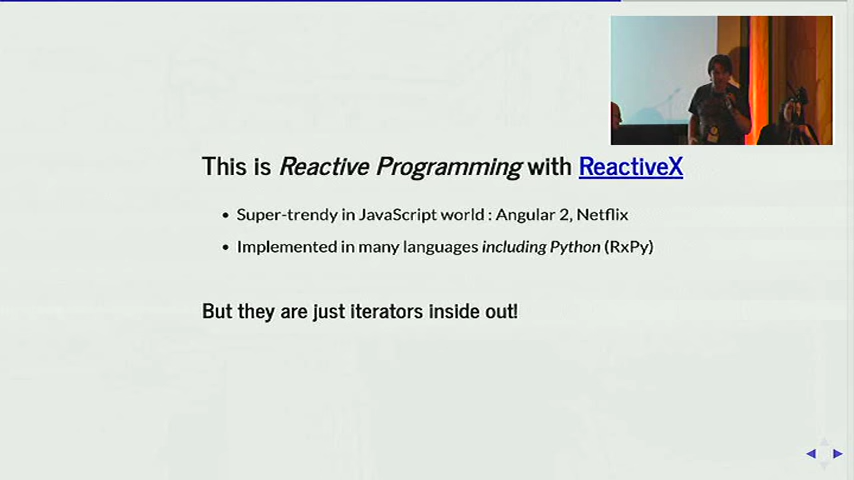 This is Reactive Programming with ReactiveX
Super-trendy in JavaScript world : Angular 2, Netflix
Implemented in many languages including Python (RxPy)
But they are just iterators inside out!